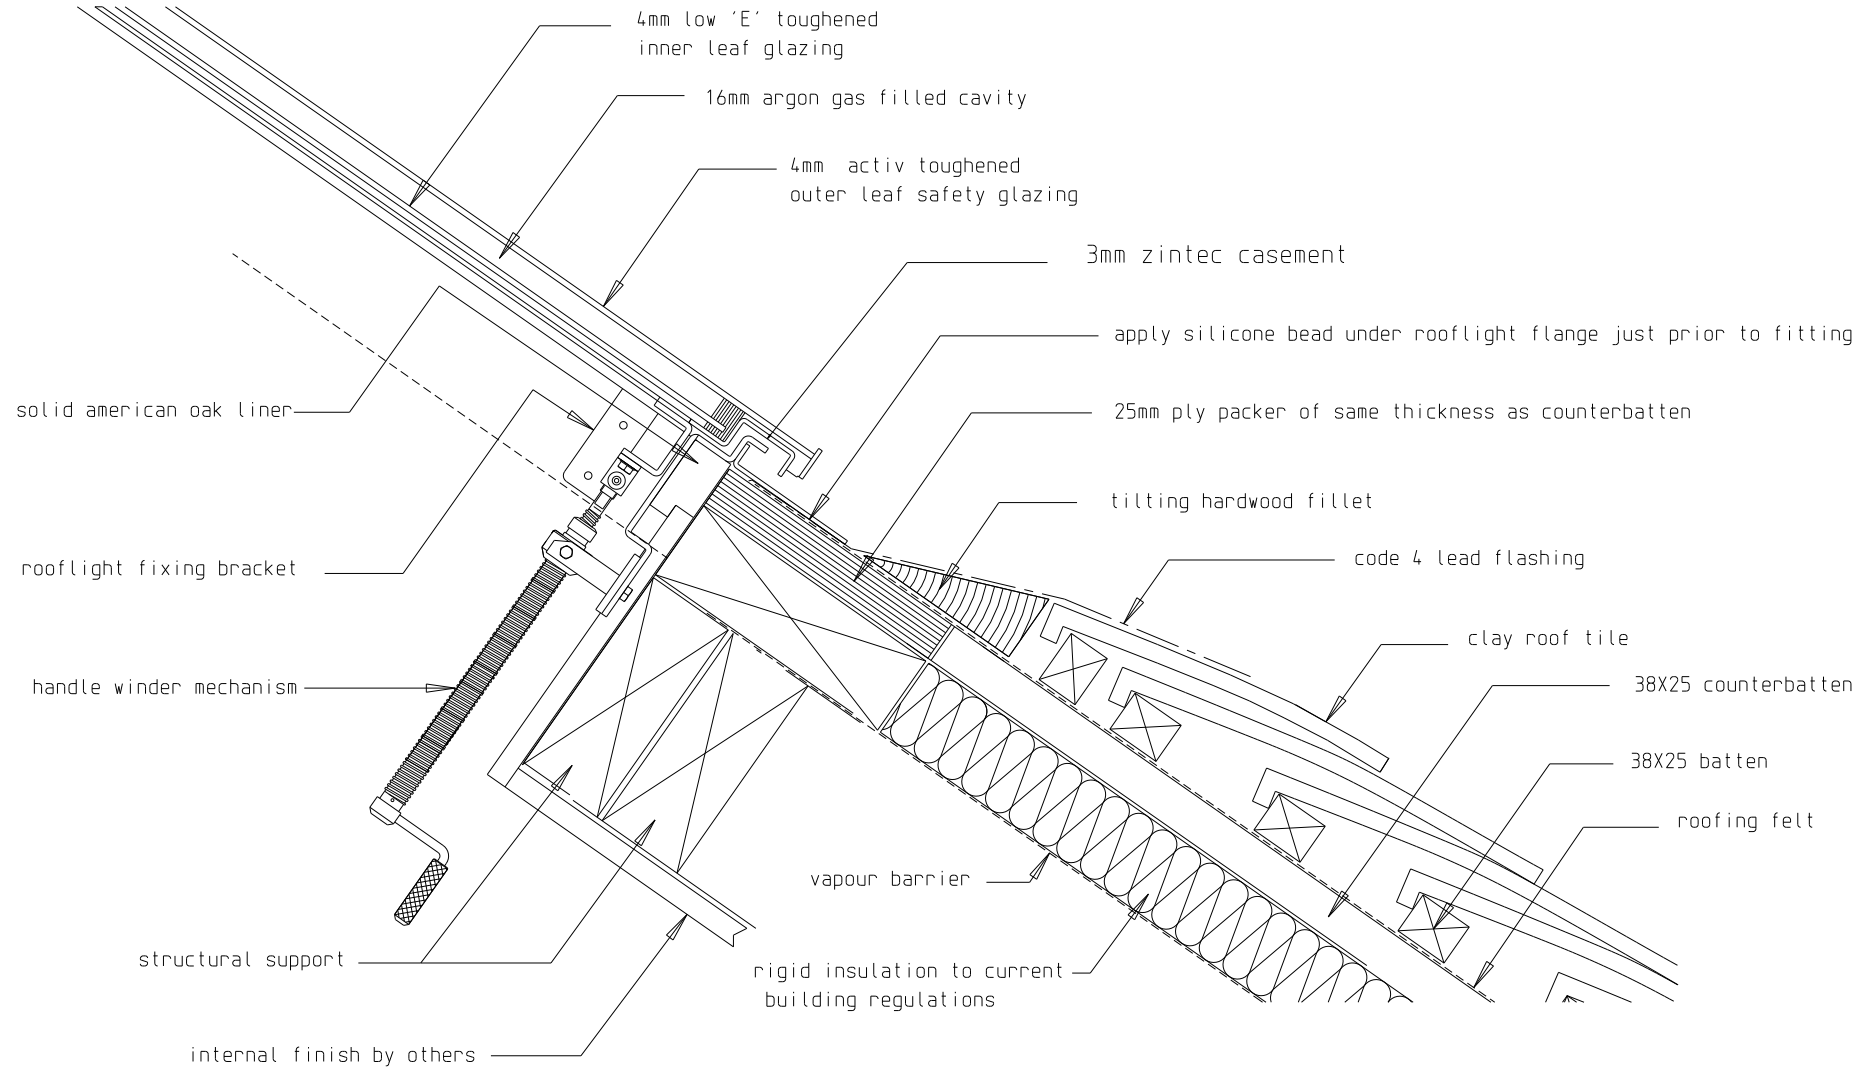 4mm low 'E' toughened
inner leaf glazing
16mm argon gas filled cavity
4mm activ toughened
outer leaf safety glazing
3mm zintec casement
apply silicone bead under rooflight flange just prior to fitting
25mm ply packer of same thickness as counterbatten
solid american oak liner
tilting hardwood fillet
code 4 lead flashing
rooflight fixing bracket
clay roof tile
handle winder mechanism
38X25 counterbatten
38X25 batten
roofing felt
vapour barrier
structural support
rigid insulation to current
building regulations
internal finish by others